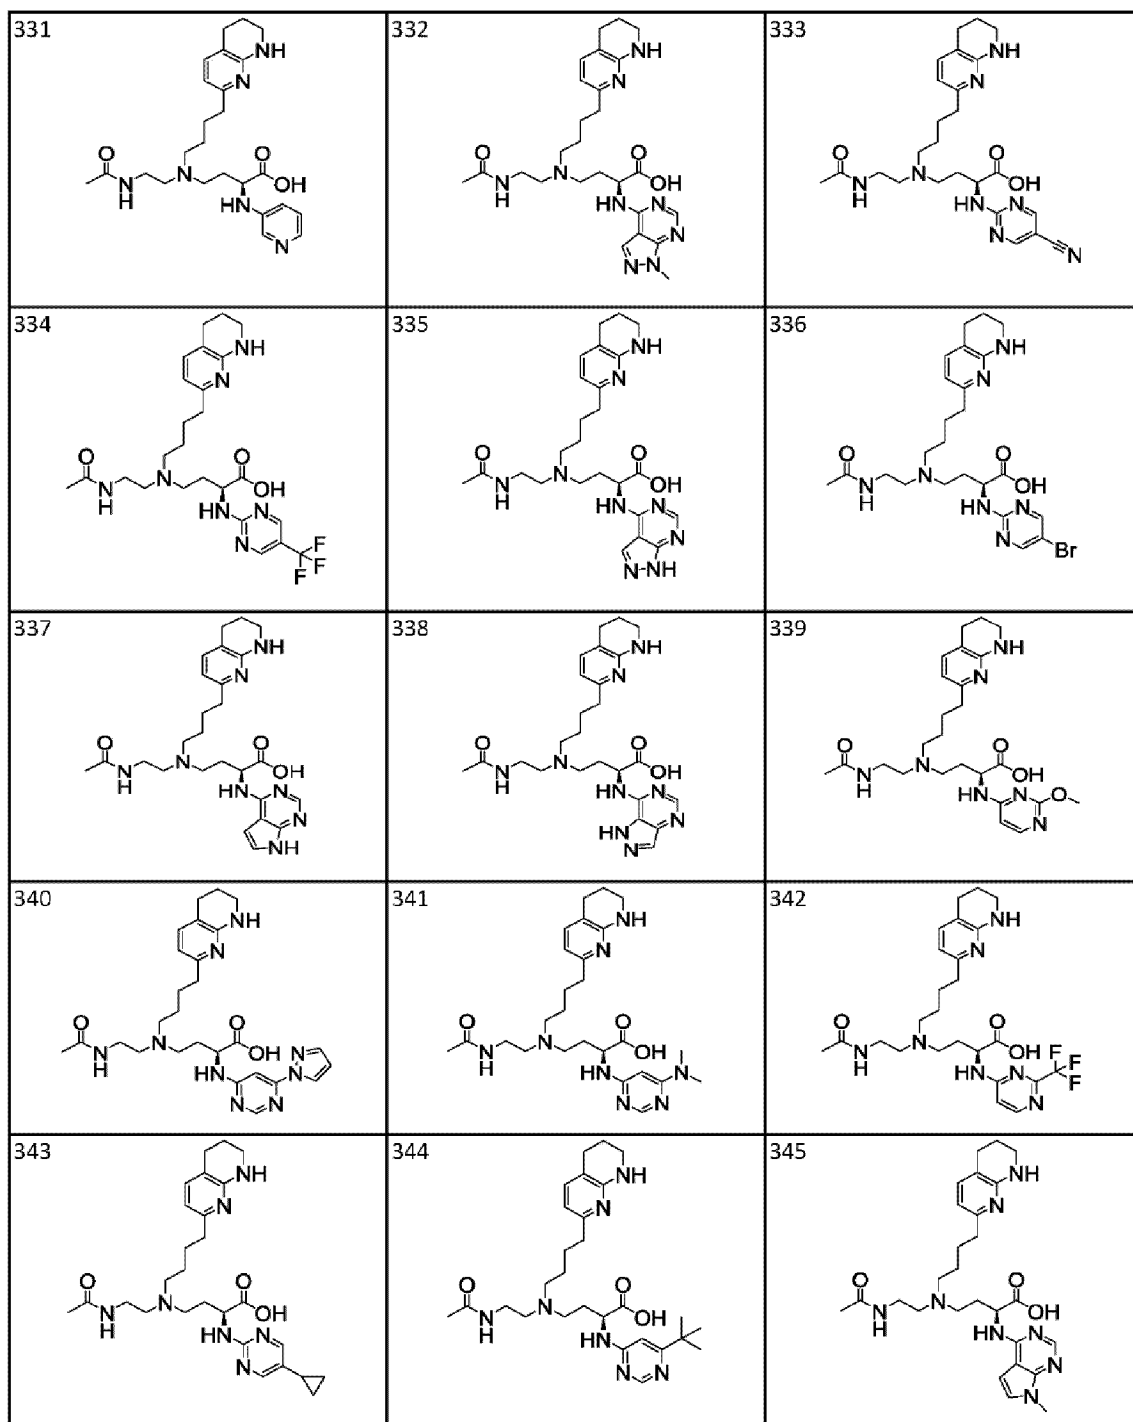 331
NH
N
O N O
N OH
H HN
N
332
NH
N
O N O
N OH
H HN N
N
N-N
333
NH
N
O N O
N OH
H HN N
N
N
334
NH
N
O N O
N OH
H HN N
N F
F F
335
NH
N
O N O
N OH
H HN N
N
N-NH
336
NH
N
O N O
N OH
H HN N
N Br
337
NH
N
O N O
N OH
H HN N
N
NH
338
NH
N
O N O
N OH
H HN N
HN N
N
339
NH
N
O N O
N OH
H HN N O
N
340
NH
N
O N O
N OH N
H HN N
N N
341
NH
N
O N O
N OH
H HN N
N N
342
NH
N
O N O
N OH F F
H HN N F
N
343
NH
N
O N O
N OH
H HN N
N
344
NH
N
O N O
N OH
H HN
N N
345
NH
N
O N O
N OH
H HN N
N
N